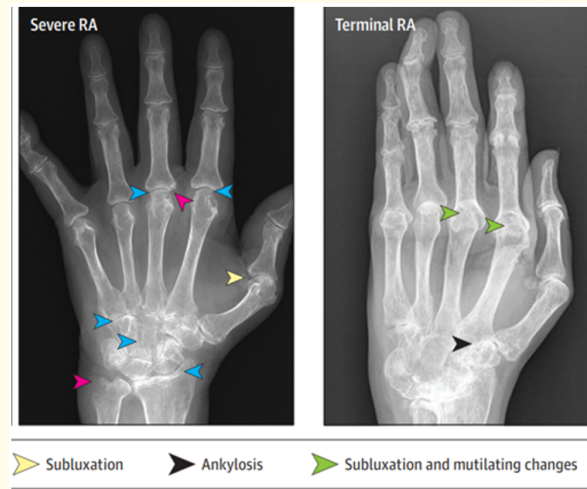 Severe RA
Terminal RA
Subluxation
Ankylosis
Subluxation and mutilating changes